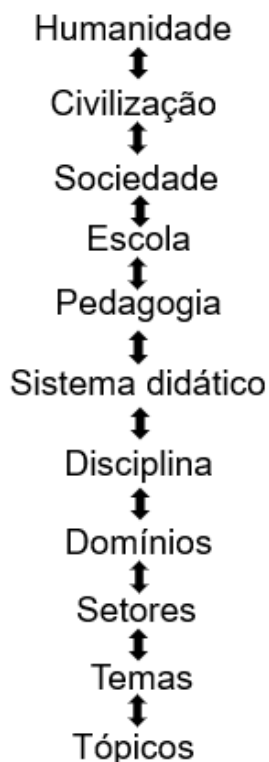 Humanidade
Civilização
Sociedade
Escola
Pedagogia
Sistema didático
Disciplina
Domínios
Setores
Temas
Tópicos